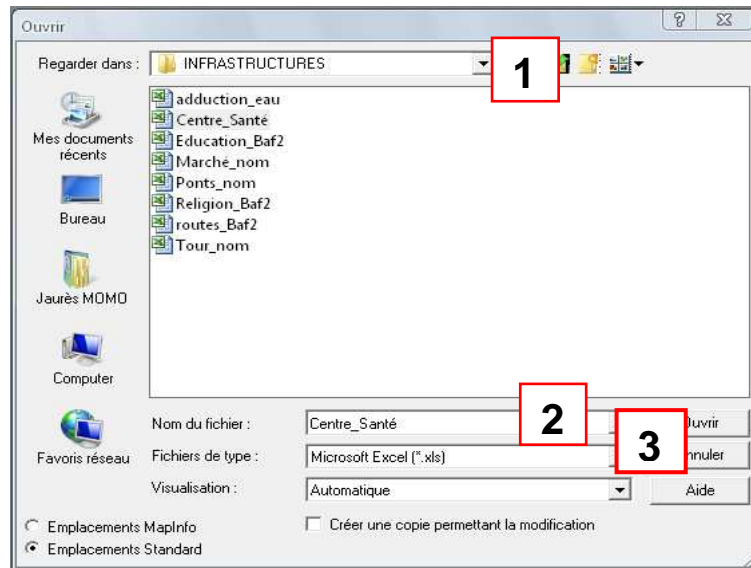 Ouvrir
Regarder dans : INFRASTRUCTURES 1
adduction_eau
Centre_Santé
Education_Baf2
Marché_nom
Ponts_nom
Religion_Baf2
routes_Baf2
Tour_nom
Mes documents
récents
Bureau
Jaurès MOMO
Computer
Favoris réseau
Nom du fichier : Centre_Santé 2
Fichiers de type : Microsoft Excel (*.xls) 3
Visualisation : Automatique Aide
Créer une copie permettant la modification
Emplacements MapInfo
Emplacements Standard